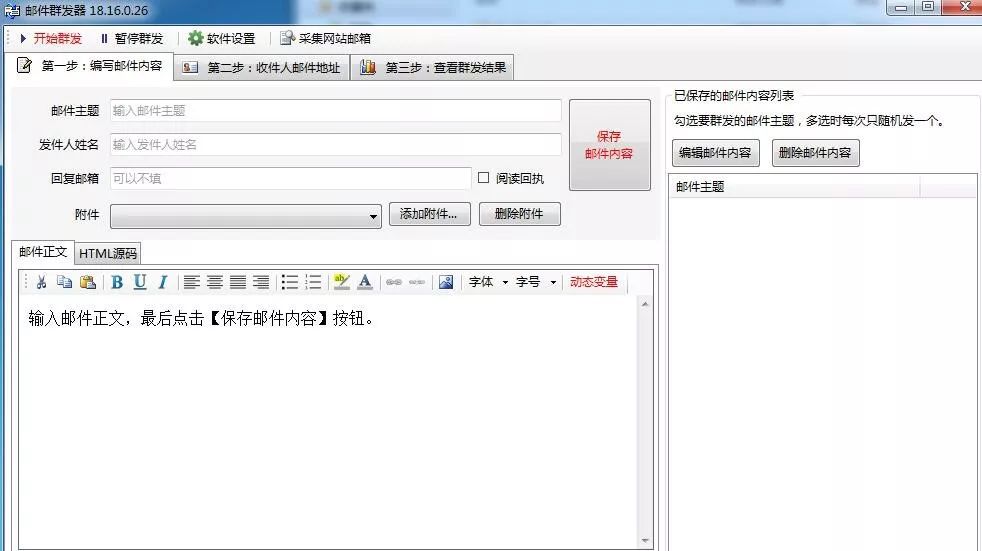 邮件群发器 18.16.0.26
开始群发 暂停群发 软件设置 采集网站邮箱
第一步：编写邮件内容 第二步：收件人邮件地址 第三步：查看群发结果
邮件主题 输入邮件主题
发件人姓名 输入发件人姓名
回复邮箱 可以不填 阅读回执
附件 添加附件... 删除附件
保存
邮件内容
邮件正文 HTML源码
B U I A 字体 字号 动态变量
输入邮件正文，最后点击【保存邮件内容】按钮。
已保存的邮件内容列表
勾选要群发的邮件主题，多选时每次只随机发一个。
编辑邮件内容 删除邮件内容
邮件主题